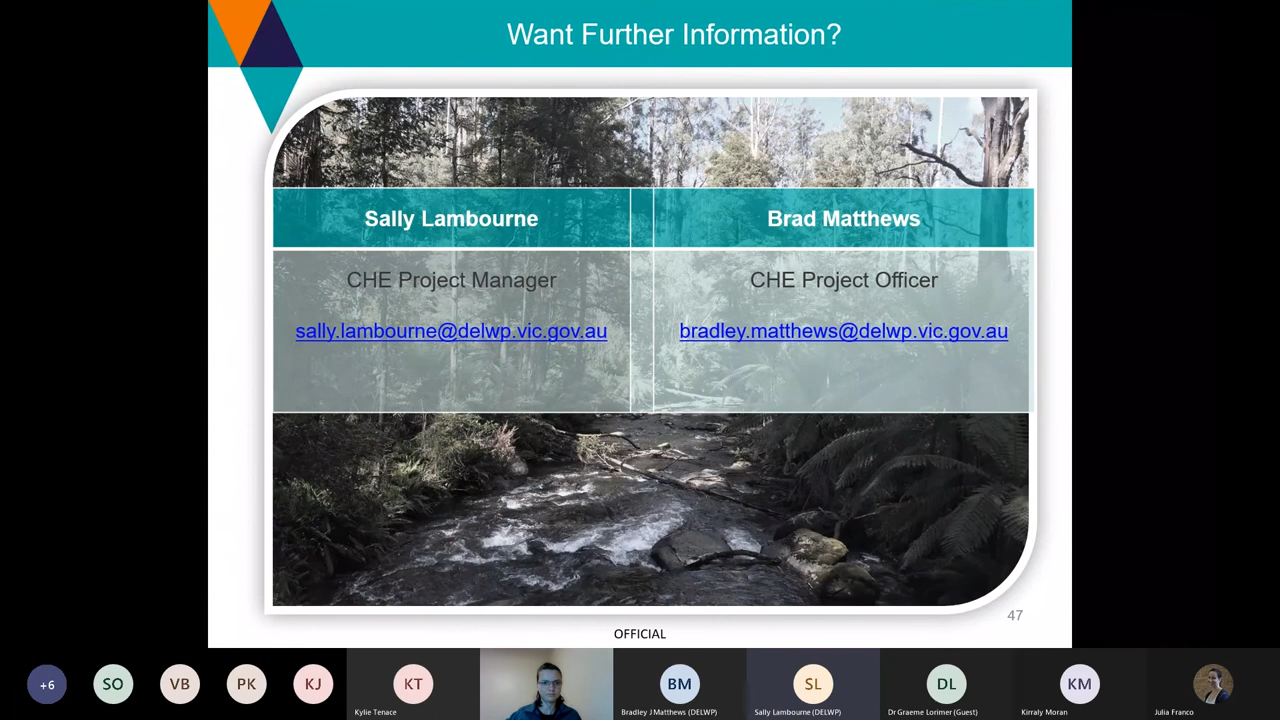 Want Further Information?
Sally Lambourne
Brad Matthews
CHE Project Manager
CHE Project Officer
sally.lambourne@delwp.vic.gov.au
bradley.matthews@delwp.vic.gov.au
47
OFFICIAL
+6
SO
VB
PK
KJ
KT
BM
SL
DL
KM
Kylie Tenace
Bradley J Matthews (DELWP)
Sally Lambourne (DELWP)
Dr Graeme Lorimer (Guest)
Kirraly Moran
Julia Franco